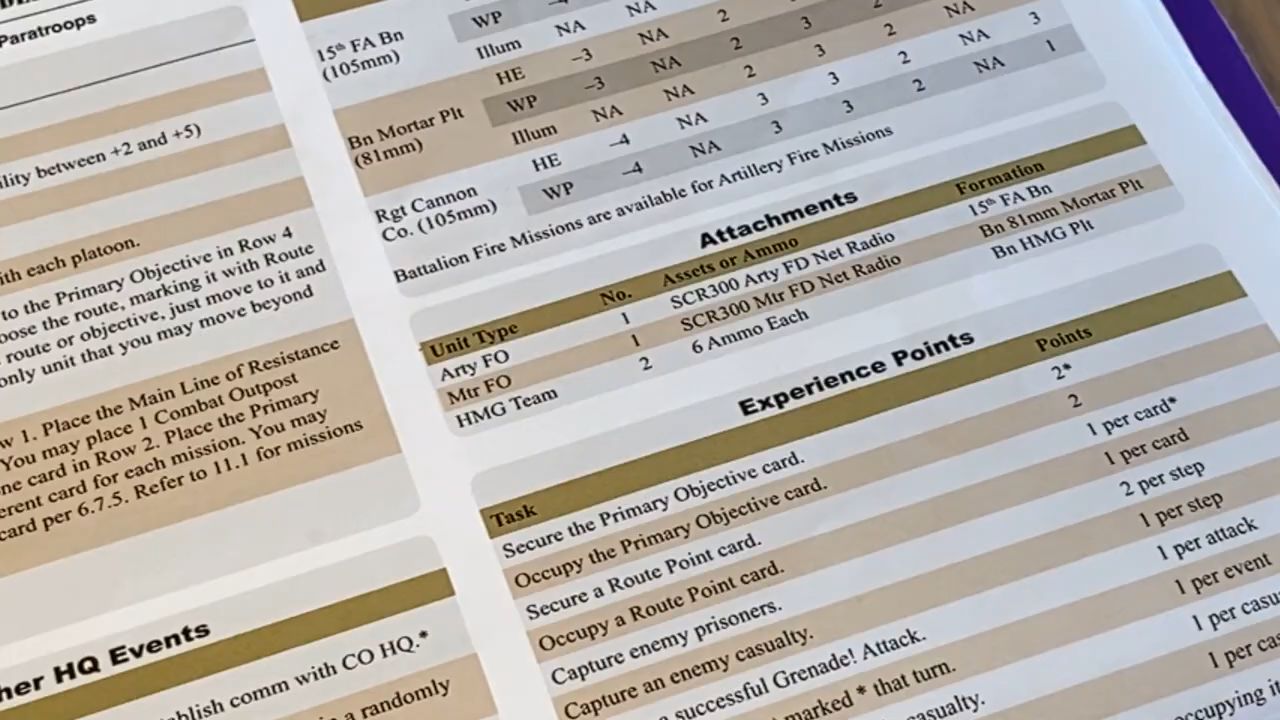 Paratroops
ility between +2 and +5)
ith each platoon.
to the Primary Objective in Row 4
oose the route, marking it with Route
route or objective, just move to it and
only unit that you may move beyond
w 1. Place the Main Line of Resistance
You may place 1 Combat Outpost
ne card in Row 2. Place the Primary
erent card for each mission. You may
card per 6.7.5. Refer to 11.1 for missions
her HQ Events
ablish comm with CO HQ.*
a randomly
15th FA Bn
(105mm)
WP –4
Illum NA NA
HE –3 NA 2
WP –3 NA 2 3 2
Bn Mortar Plt
(81mm)
Illum NA NA 2 3 2 NA
HE –4 NA 3 3 2 NA 3
Rgt Cannon
Co. (105mm)
WP –4 NA 3 3 2 NA 1
Battalion Fire Missions are available for Artillery Fire Missions
Attachments
Unit Type No. Assets or Ammo Formation
Arty FO 1 SCR300 Arty FD Net Radio 15th FA Bn
Mtr FO 1 SCR300 Mtr FD Net Radio Bn 81mm Mortar Plt
HMG Team 2 6 Ammo Each Bn HMG Plt
Experience Points
Task Points
Secure the Primary Objective card. 2*
Occupy the Primary Objective card. 2
Secure a Route Point card. 1 per card*
Occupy a Route Point card. 1 per card
Capture enemy prisoners. 2 per step
Capture an enemy casualty. 1 per step
successful Grenade! Attack. 1 per attack
marked * that turn. 1 per event
casualty. 1 per casu
1 per ca
occupying it